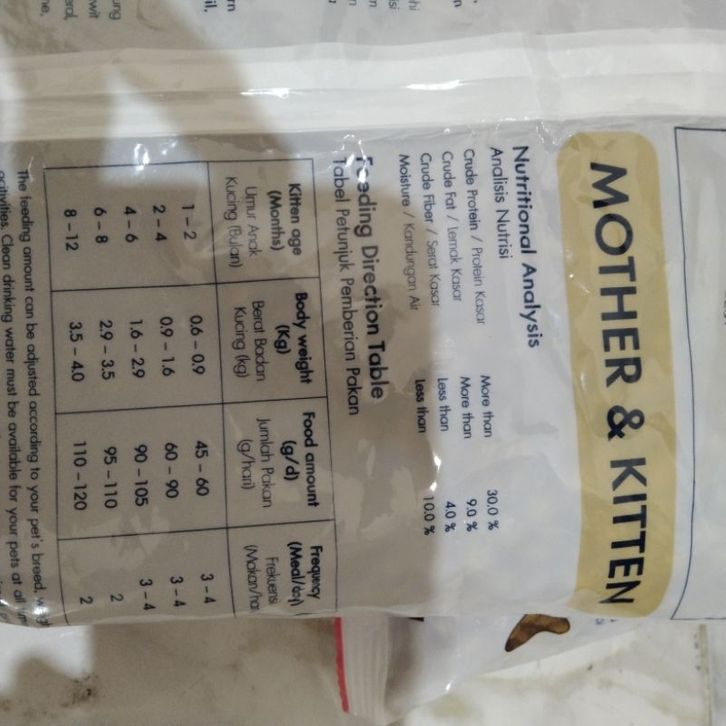 MOTHER & KITTEN
Nutritional Analysis
Analisis Nutrisi
Crude Protein / Protein Kasar More than 30.0 %
Crude Fat / Lemak Kasar More than 9.0 %
Crude Fiber / Serat Kasar Less than 4.0 %
Moisture / Kandungan Air Less than 10.0 %
Feeding Direction Table
Tabel Petunjuk Pemberian Pakan
Kitten age (Months) Body weight (Kg) Food amount (g/d) Frequency (Meal/day)
Umur Anak Kucing (Bulan) Berat Badan Kucing (kg) Jumlah Pakan (g/hari) Frekuensi
1 - 2 0.6 - 0.9 45 - 60 3 - 4
2 - 4 0.9 - 1.6 60 - 90 3 - 4
4 - 6 1.6 - 2.9 90 - 105 3 - 4
6 - 8 2.9 - 3.5 95 - 110 2
8 - 12 3.5 - 4.0 110 - 120 2
The feeding amount can be adjusted according to your pet's breed,
activities. Clean drinking water must be available for your pets at all